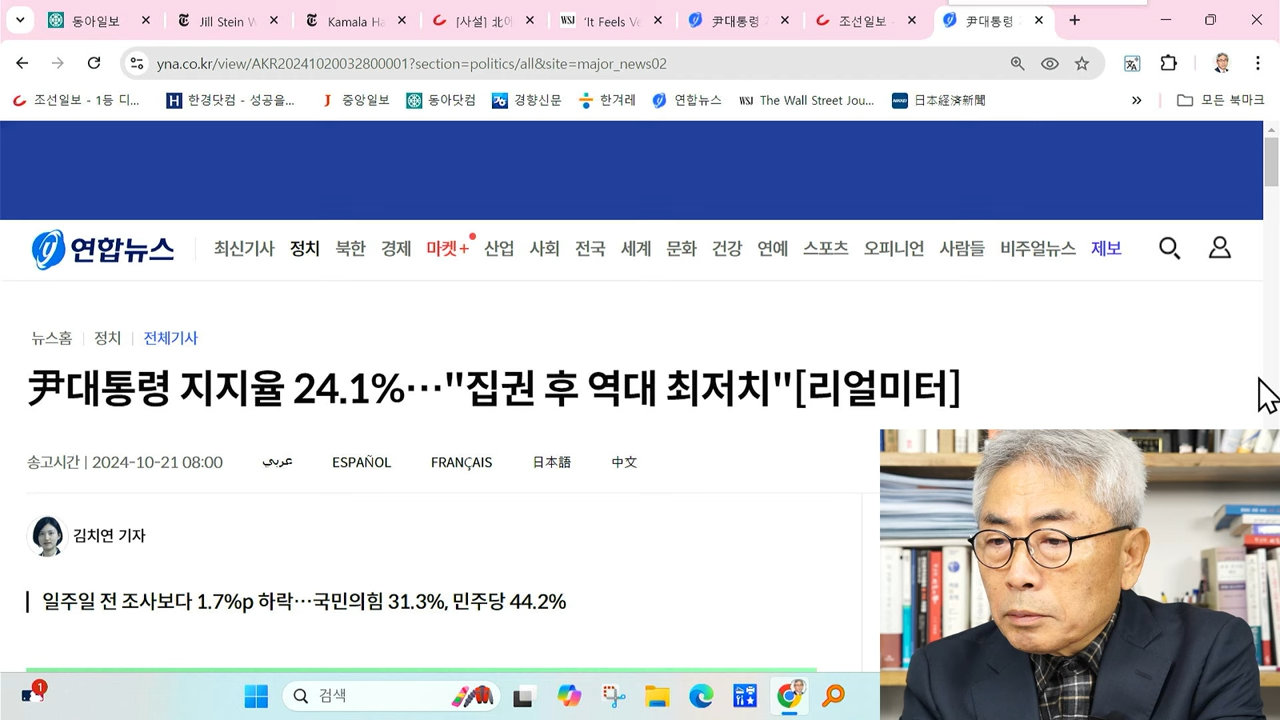 동아일보
Jill Stein W
Kamala Ha
[사설] 北에
WSJ 'It Feels Ve
尹대통령
조선일보 -
尹대통령
yna.co.kr/view/AKR20241020032800001?section=politics/all&site=major_news02
조선일보 - 1등 디... H 한경닷컴 - 성공을... J 중앙일보 동아닷컴 경향신문 한겨레 연합뉴스 WSJ The Wall Street Jou... NIKKEI 日本経済新聞 » 모든 북마크
연합뉴스 최신기사 정치 북한 경제 마켓+ 산업 사회 전국 세계 문화 건강 연예 스포츠 오피니언 사람들 비주얼뉴스 제보
뉴스홈 | 정치 | 전체기사
尹대통령 지지율 24.1%…"집권 후 역대 최저치"[리얼미터]
송고시간 | 2024-10-21 08:00 عربي ESPAÑOL FRANÇAIS 日本語 中文
김치연 기자
일주일 전 조사보다 1.7%p 하락…국민의힘 31.3%, 민주당 44.2%
1 검색